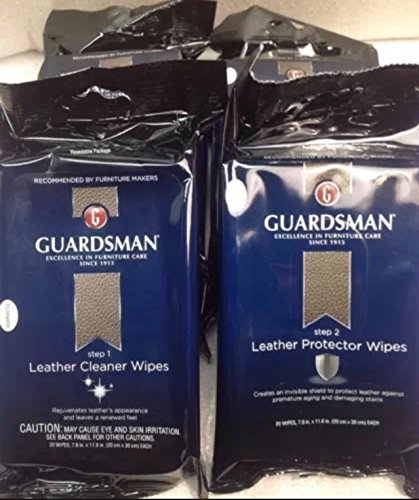 Resealable Package
RECOMMENDED BY FURNITURE MAKERS
G
GUARDSMAN
EXCELLENCE IN FURNITURE CARE
SINCE 1915
step 1
Leather Cleaner Wipes
Rejuvenates leather's appearance
and leaves a renewed feel
CAUTION: MAY CAUSE EYE AND SKIN IRRITATION.
SEE BACK PANEL FOR OTHER CAUTIONS.
20 WIPES, 7.9 in. x 11.8 in. (20 cm x 30 cm) EACH
RECOMMENDED BY FURNITURE MAKERS
G
GUARDSMAN
EXCELLENCE IN FURNITURE CARE
SINCE 1915
step 2
Leather Protector Wipes
Creates an invisible shield to protect leather against
premature aging and damaging stains
20 WIPES, 7.9 in. x 11.8 in. (20 cm x 30 cm) EACH